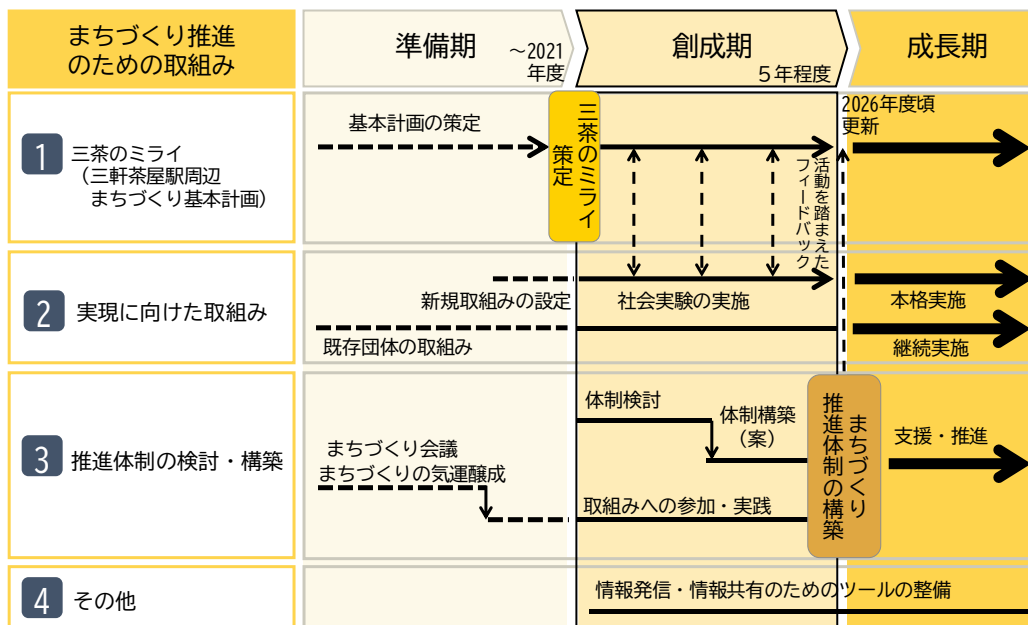 まちづくり推進
のための取組み
準備期
～2021
年度
創成期
５年程度
成長期
1
三茶のミライ
（三軒茶屋駅周辺
まちづくり基本計画）
基本計画の策定
三茶のミライ
策定
活動を踏まえた
フィードバック
2026年度頃
更新
2
実現に向けた取組み
新規取組みの設定
社会実験の実施
本格実施
既存団体の取組み
継続実施
3
推進体制の検討・構築
まちづくり会議
まちづくりの気運醸成
体制検討
体制構築
（案）
取組みへの参加・実践
まちづくり
推進体制の構築
支援・推進
4
その他
情報発信・情報共有のためのツールの整備